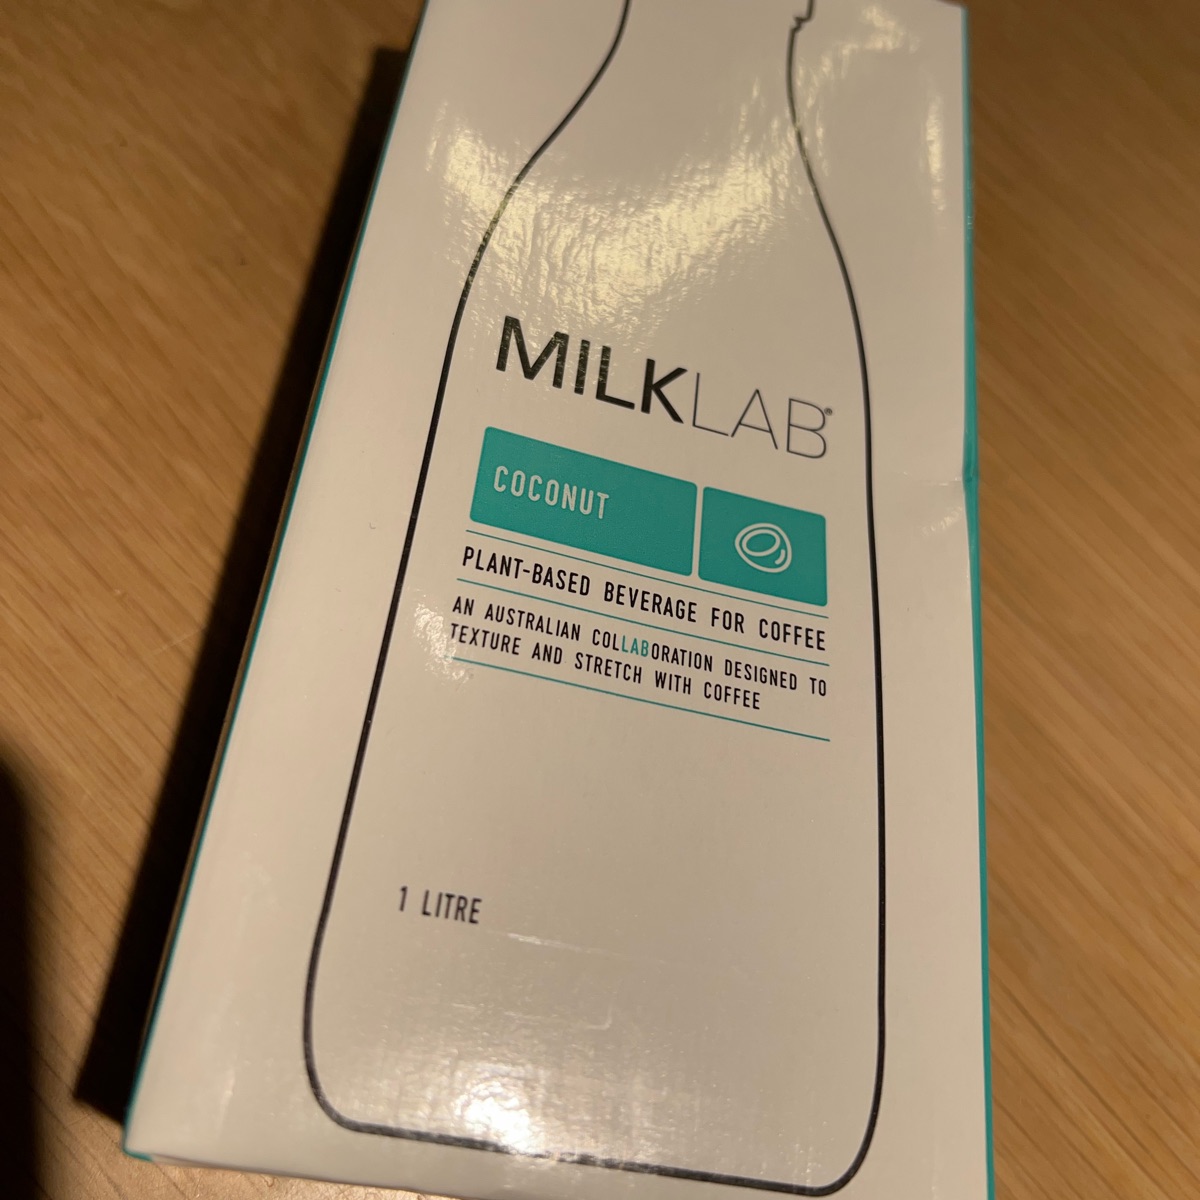 MILKLAB®
COCONUT
PLANT-BASED BEVERAGE FOR COFFEE
AN AUSTRALIAN COLLABORATION DESIGNED TO
TEXTURE AND STRETCH WITH COFFEE
1 LITRE